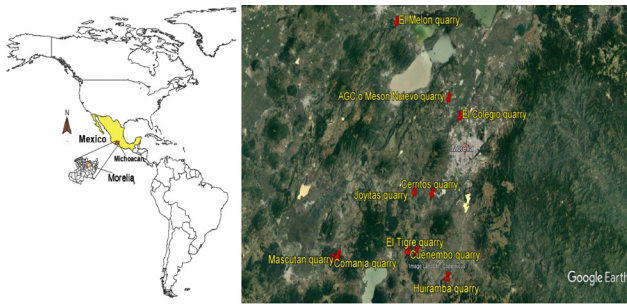 N
Mexico
Michoacan
Morelia
El Melon quarry
AGC o Meson Nuevo quarry
El Colegio quarry
Morelia
Cerritos quarry
Joyitas quarry
El Tigre quarry
Cuenembo quarry
Mascutan quarry
Comanja quarry
Huiramba quarry
Google Earth